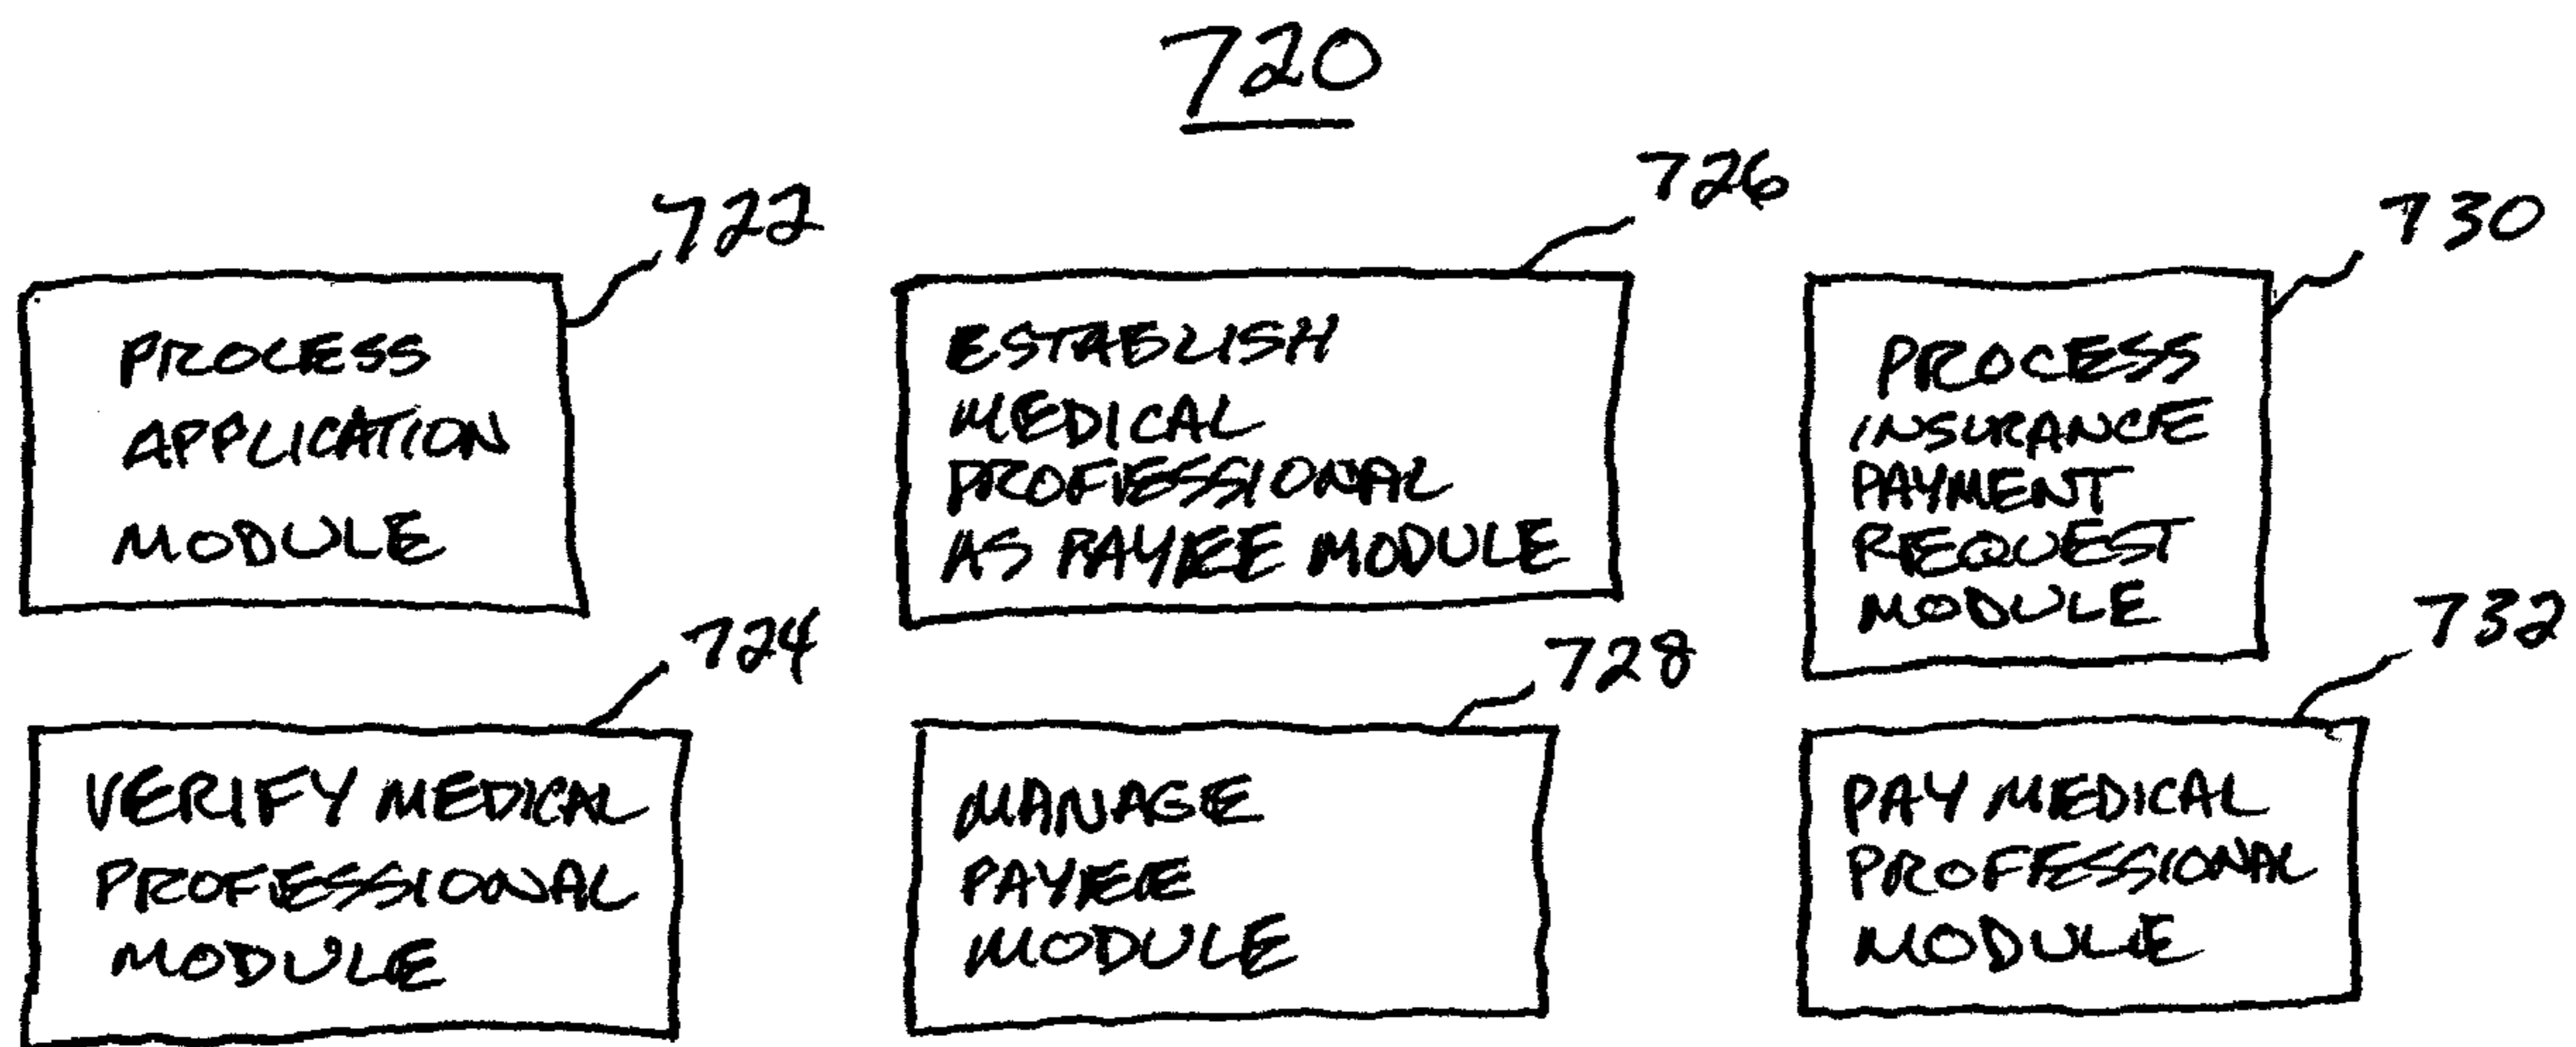 720
722
PROCESS
APPLICATION
MODULE
726
ESTABLISH
MEDICAL
PROFESSIONAL
AS PAYEE MODULE
730
PROCESS
INSURANCE
PAYMENT
REQUEST
MODULE
724
VERIFY MEDICAL
PROFESSIONAL
MODULE
728
MANAGE
PAYEE
MODULE
732
PAY MEDICAL
PROFESSIONAL
MODULE